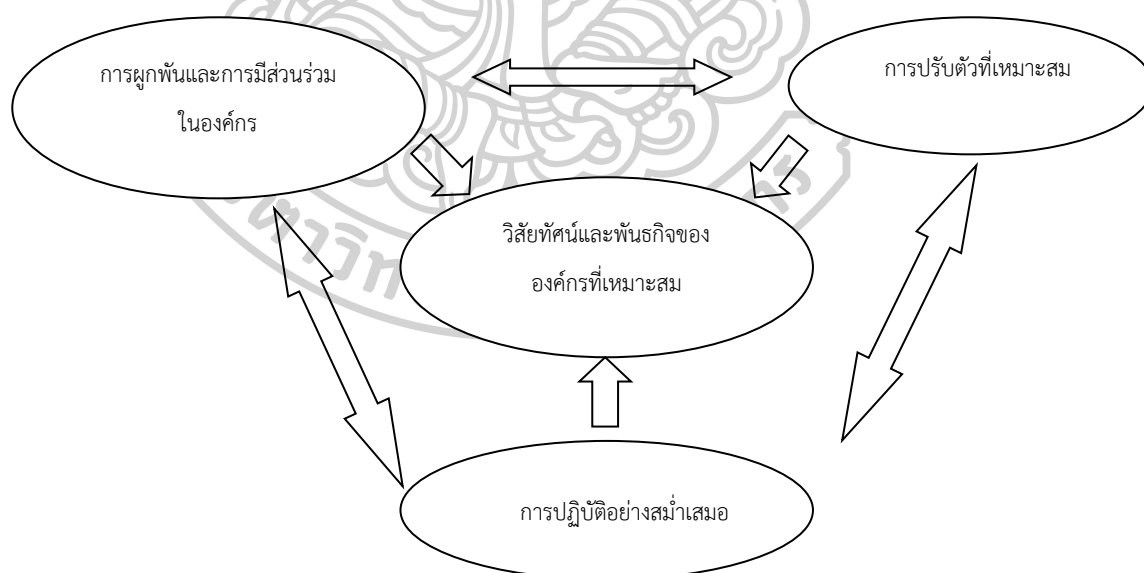 การผูกพันและการมีส่วนร่วม
ในองค์กร
การปรับตัวที่เหมาะสม
วิสัยทัศน์และพันธกิจของ
องค์กรที่เหมาะสม
การปฏิบัติอย่างสม่ำเสมอ